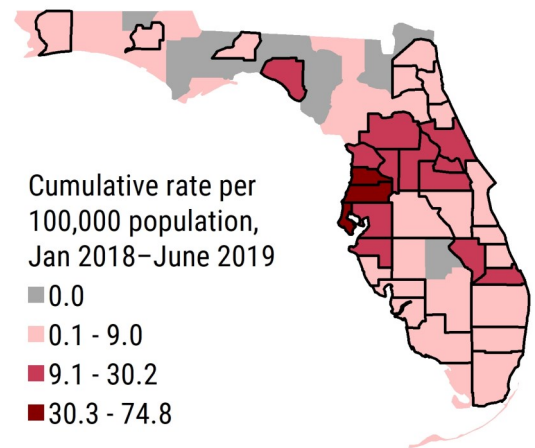 Cumulative rate per
100,000 population,
Jan 2018–June 2019
0.0
0.1 - 9.0
9.1 - 30.2
30.3 - 74.8